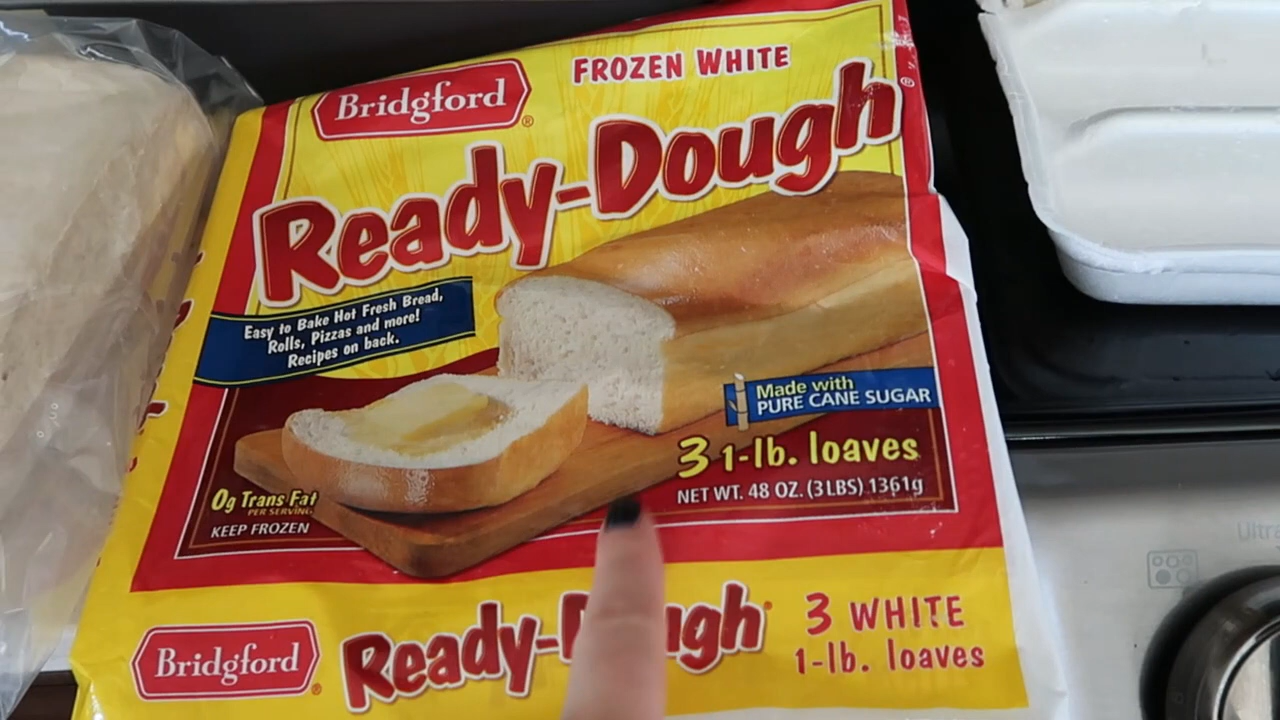 FROZEN WHITE
Bridgford®
Ready-Dough®
Easy to Bake Hot Fresh Bread,
Rolls, Pizzas and more!
Recipes on back.
Made with
PURE CANE SUGAR
3 1-lb. loaves
NET WT. 48 OZ. (3LBS) 1361g
0g Trans Fat
PER SERVING
KEEP FROZEN
Bridgford®
3 WHITE
1-lb. loaves